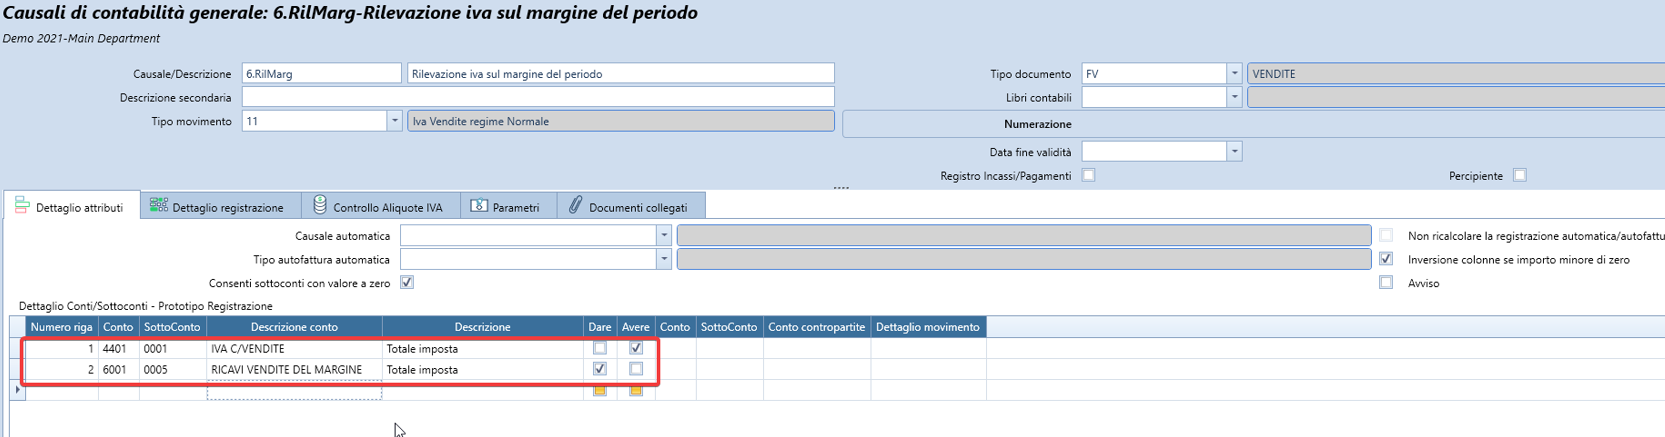 Causali di contabilità generale: 6.RilMarg-Rilevazione iva sul margine del periodo
Demo 2021-Main Department
Causale/Descrizione 6.RilMarg Rilevazione iva sul margine del periodo Tipo documento FV VENDITE
Descrizione secondaria Libri contabili
Tipo movimento 11 Iva Vendite regime Normale Numerazione
Data fine validità
Registro Incassi/Pagamenti Percipiente
Dettaglio attributi Dettaglio registrazione Controllo Aliquote IVA Parametri Documenti collegati
Causale automatica Non ricalcolare la registrazione automatica/autofattu
Tipo autofattura automatica Inversione colonne se importo minore di zero
Consenti sottoconti con valore a zero Avviso
Dettaglio Conti/Sottoconti - Prototipo Registrazione
Numero riga Conto SottoConto Descrizione conto Descrizione Dare Avere Conto SottoConto Conto contropartite Dettaglio movimento
1 4401 0001 IVA C/VENDITE Totale imposta
2 6001 0005 RICAVI VENDITE DEL MARGINE Totale imposta